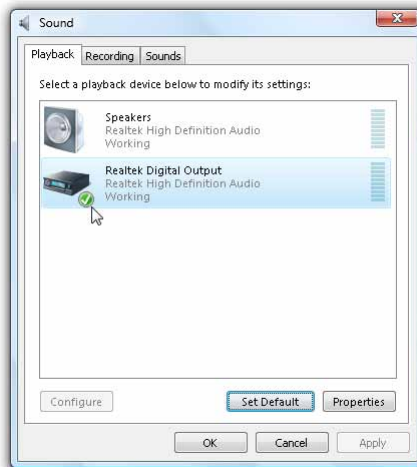 Sound
Playback Recording Sounds
Select a playback device below to modify its settings:
Speakers
Realtek High Definition Audio
Working
Realtek Digital Output
Realtek High Definition Audio
Working
Configure Set Default Properties
OK Cancel Apply